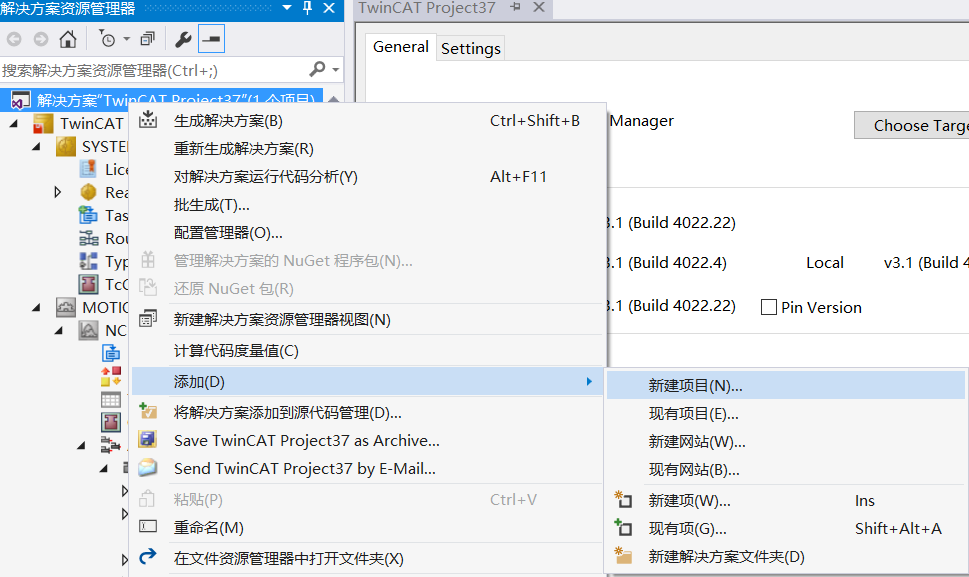 解决方案资源管理器
TwinCAT Project37
搜索解决方案资源管理器(Ctrl+;)
General
Settings
解决方案"TwinCAT Project37"(1 个项目)
TwinCAT
SYSTE
Lice
Rea
Tas
Rou
Typ
TcC
MOTIO
NC
生成解决方案(B) Ctrl+Shift+B
重新生成解决方案(R)
对解决方案运行代码分析(Y) Alt+F11
批生成(T)...
配置管理器(O)...
管理解决方案的 NuGet 程序包(N)...
还原 NuGet 包(R)
新建解决方案资源管理器视图(N)
计算代码度量值(C)
添加(D)
将解决方案添加到源代码管理(D)...
Save TwinCAT Project37 as Archive...
Send TwinCAT Project37 by E-Mail...
粘贴(P) Ctrl+V
重命名(M)
在文件资源管理器中打开文件夹(X)
Manager
Choose Targe
3.1 (Build 4022.22)
3.1 (Build 4022.4) Local v3.1 (Build 4
3.1 (Build 4022.22) Pin Version
新建项目(N)...
现有项目(E)...
新建网站(W)...
现有网站(B)...
新建项(W)... Ins
现有项(G)... Shift+Alt+A
新建解决方案文件夹(D)